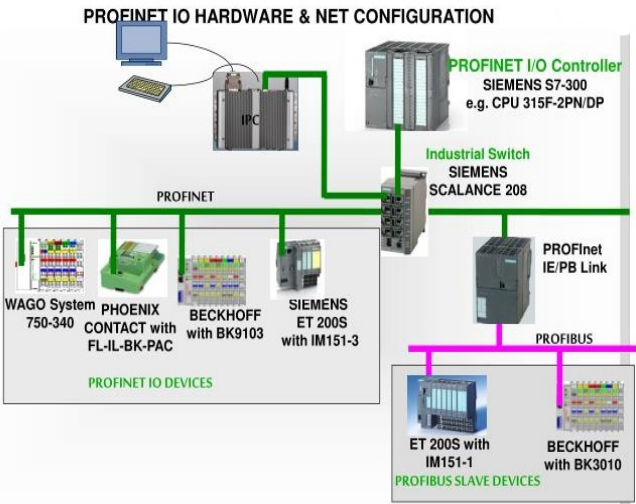 PROFINET IO HARDWARE & NET CONFIGURATION
PROFINET I/O Controller
SIEMENS S7-300
e.g. CPU 315F-2PN/DP
IPC
Industrial Switch
SIEMENS
SCALANCE 208
PROFINET
PROFInet
IE/PB Link
WAGO System
750-340
PHOENIX
CONTACT with
FL-IL-BK-PAC
BECKHOFF
with BK9103
SIEMENS
ET 200S
with IM151-3
PROFINET IO DEVICES
PROFIBUS
ET 200S with
IM151-1
BECKHOFF
with BK3010
PROFIBUS SLAVE DEVICES